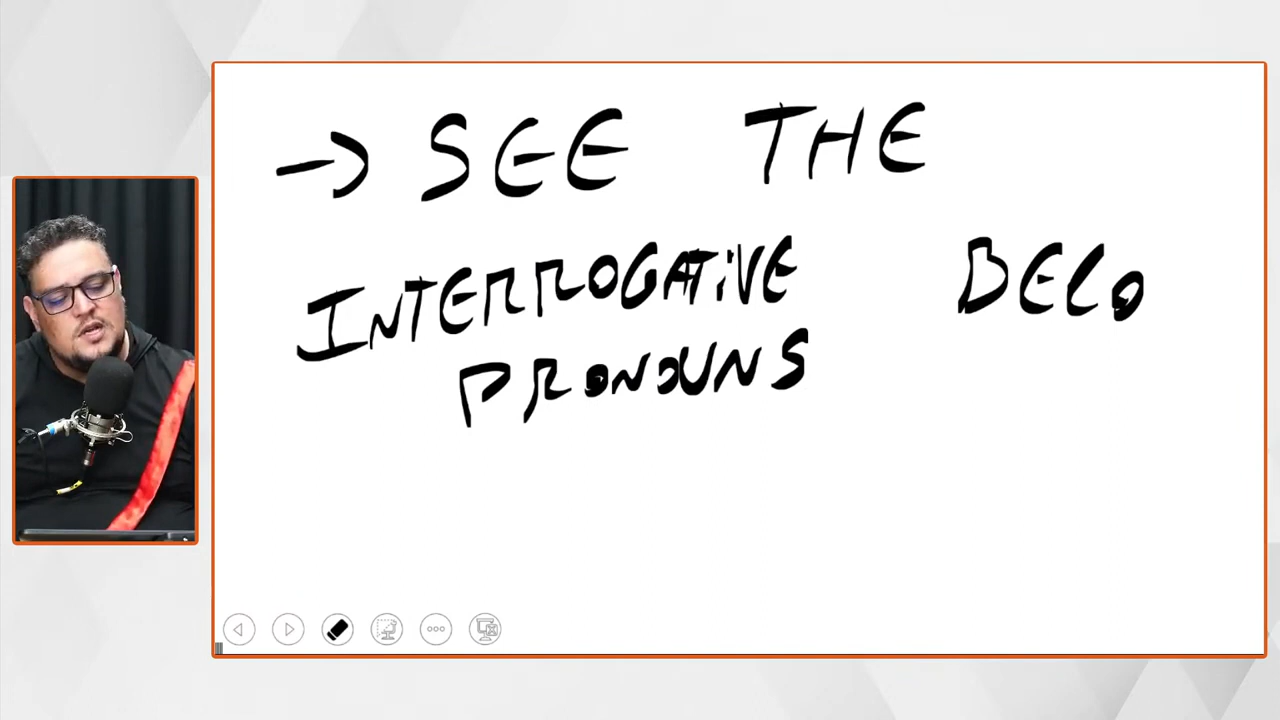 → SEE THE
INTERROGATIVE BELO
PRONOUNS